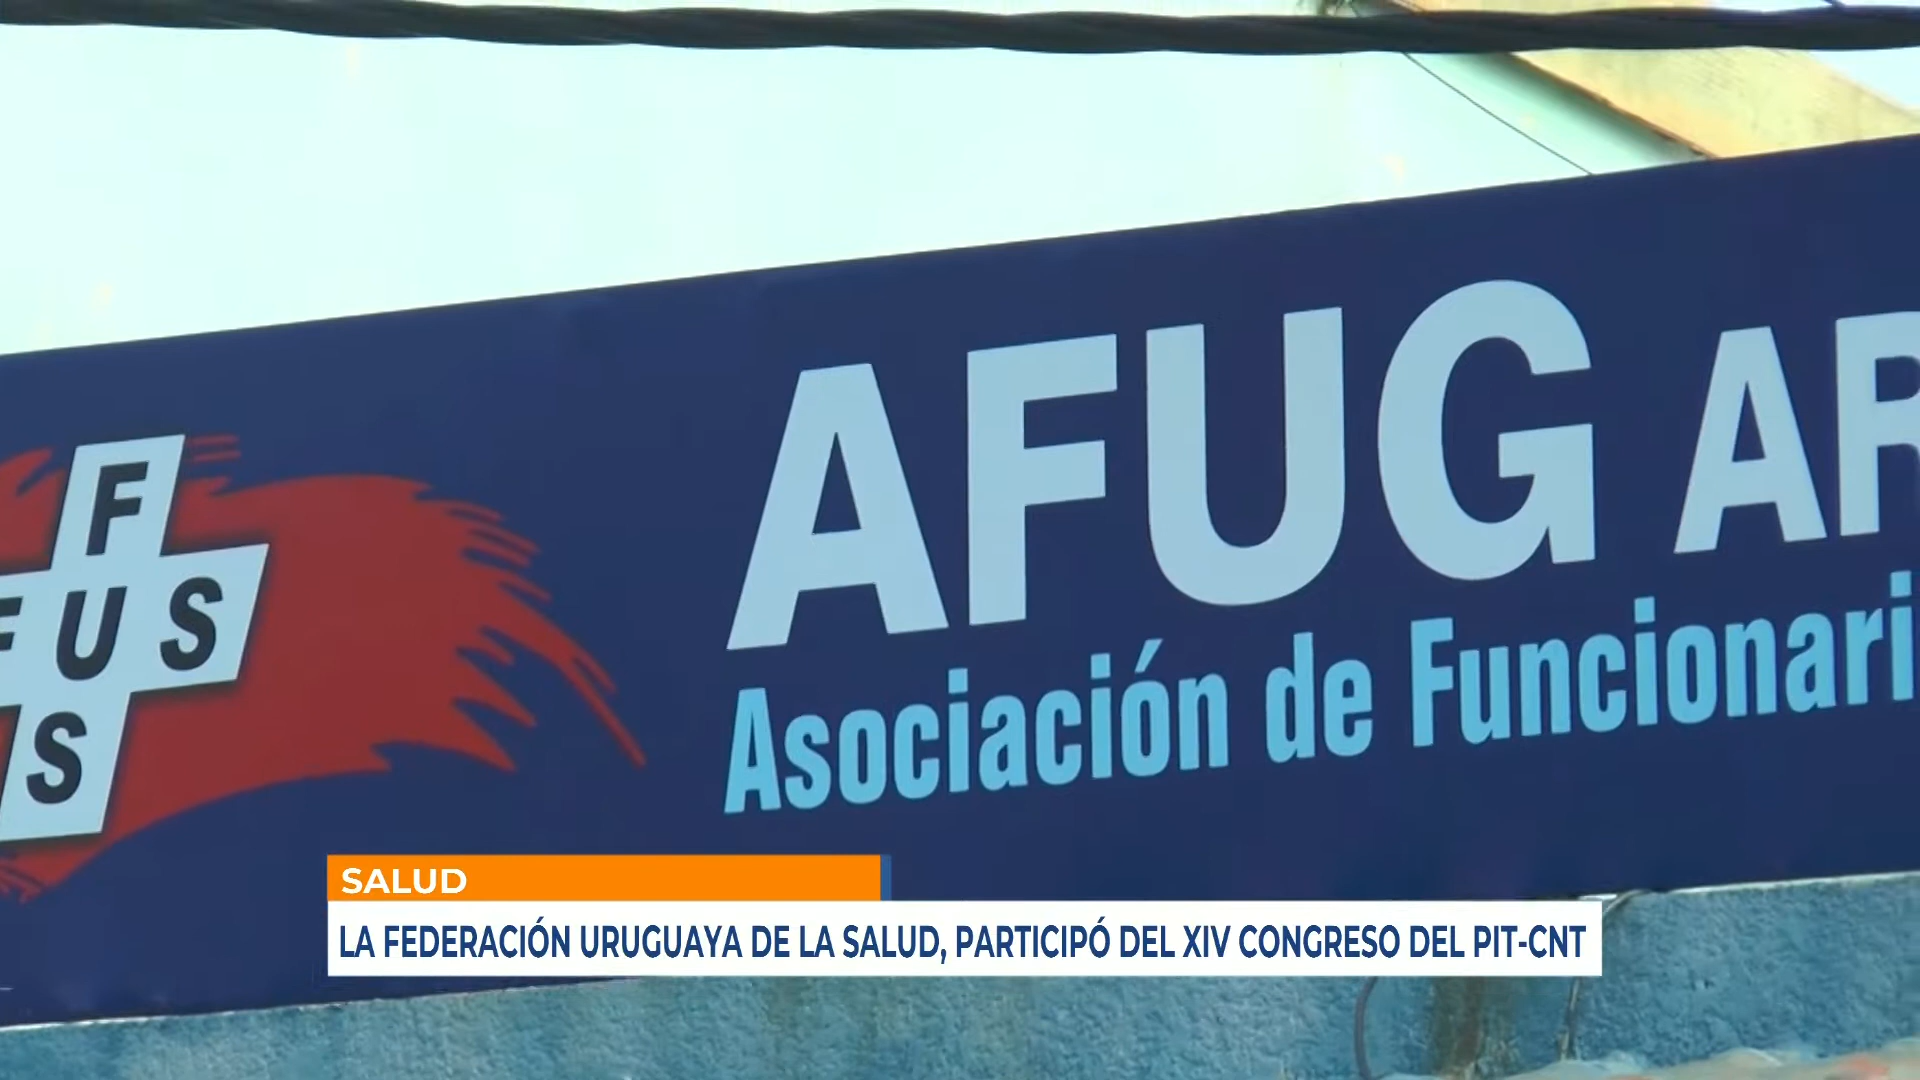 AFUG AR
F
FUS
S
Asociación de Funcionari
SALUD
LA FEDERACIÓN URUGUAYA DE LA SALUD, PARTICIPÓ DEL XIV CONGRESO DEL PIT-CNT